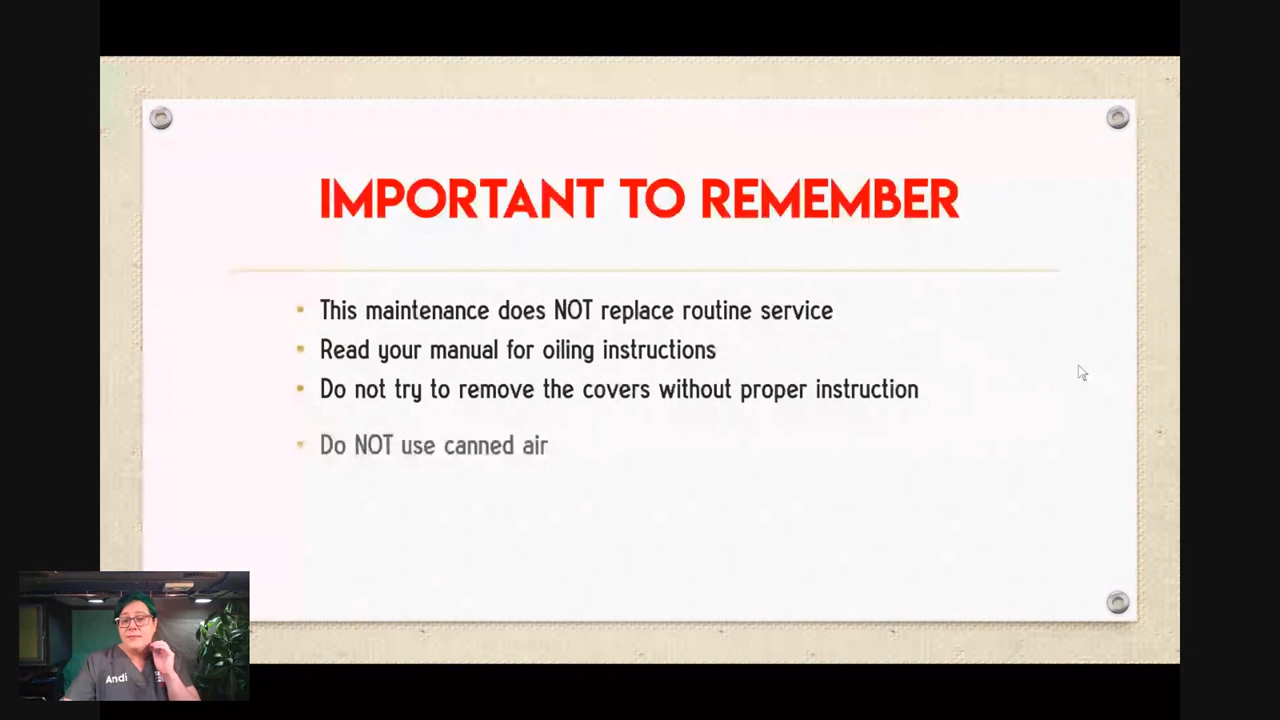 IMPORTANT TO REMEMBER
This maintenance does NOT replace routine service
Read your manual for oiling instructions
Do not try to remove the covers without proper instruction
Do NOT use canned air
Andi